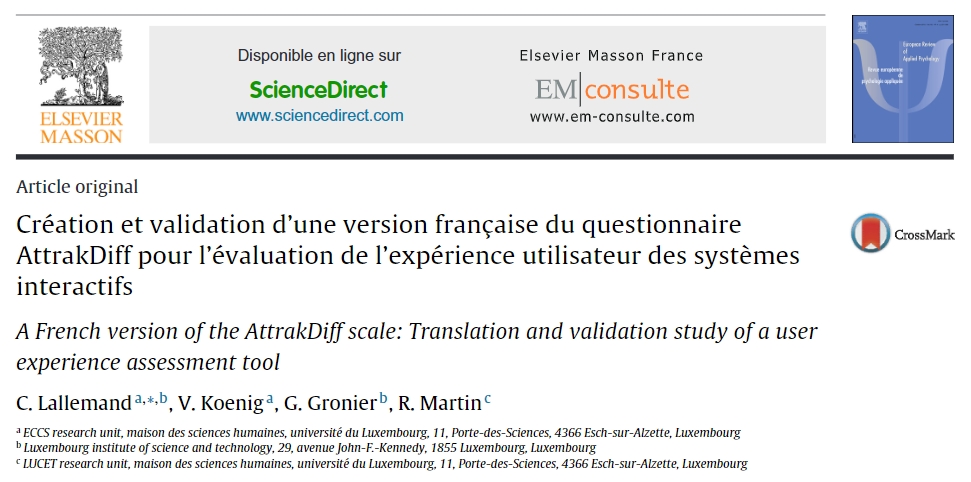 ELSEVIER
MASSON
Disponible en ligne sur
ScienceDirect
www.sciencedirect.com
Elsevier Masson France
EM consulte
www.em-consulte.com
European Review
of
Applied Psychology
Revue européenne
de
psychologie appliquée
Article original
Création et validation d’une version française du questionnaire
AttrakDiff pour l’évaluation de l’expérience utilisateur des systèmes
interactifs
CrossMark
A French version of the AttrakDiff scale: Translation and validation study of a user
experience assessment tool
C. Lallemand a,*,b, V. Koenig a, G. Gronier b, R. Martin c
a ECCS research unit, maison des sciences humaines, université du Luxembourg, 11, Porte-des-Sciences, 4366 Esch-sur-Alzette, Luxembourg
b Luxembourg institute of science and technology, 29, avenue John-F.-Kennedy, 1855 Luxembourg, Luxembourg
c LUCET research unit, maison des sciences humaines, université du Luxembourg, 11, Porte-des-Sciences, 4366 Esch-sur-Alzette, Luxembourg